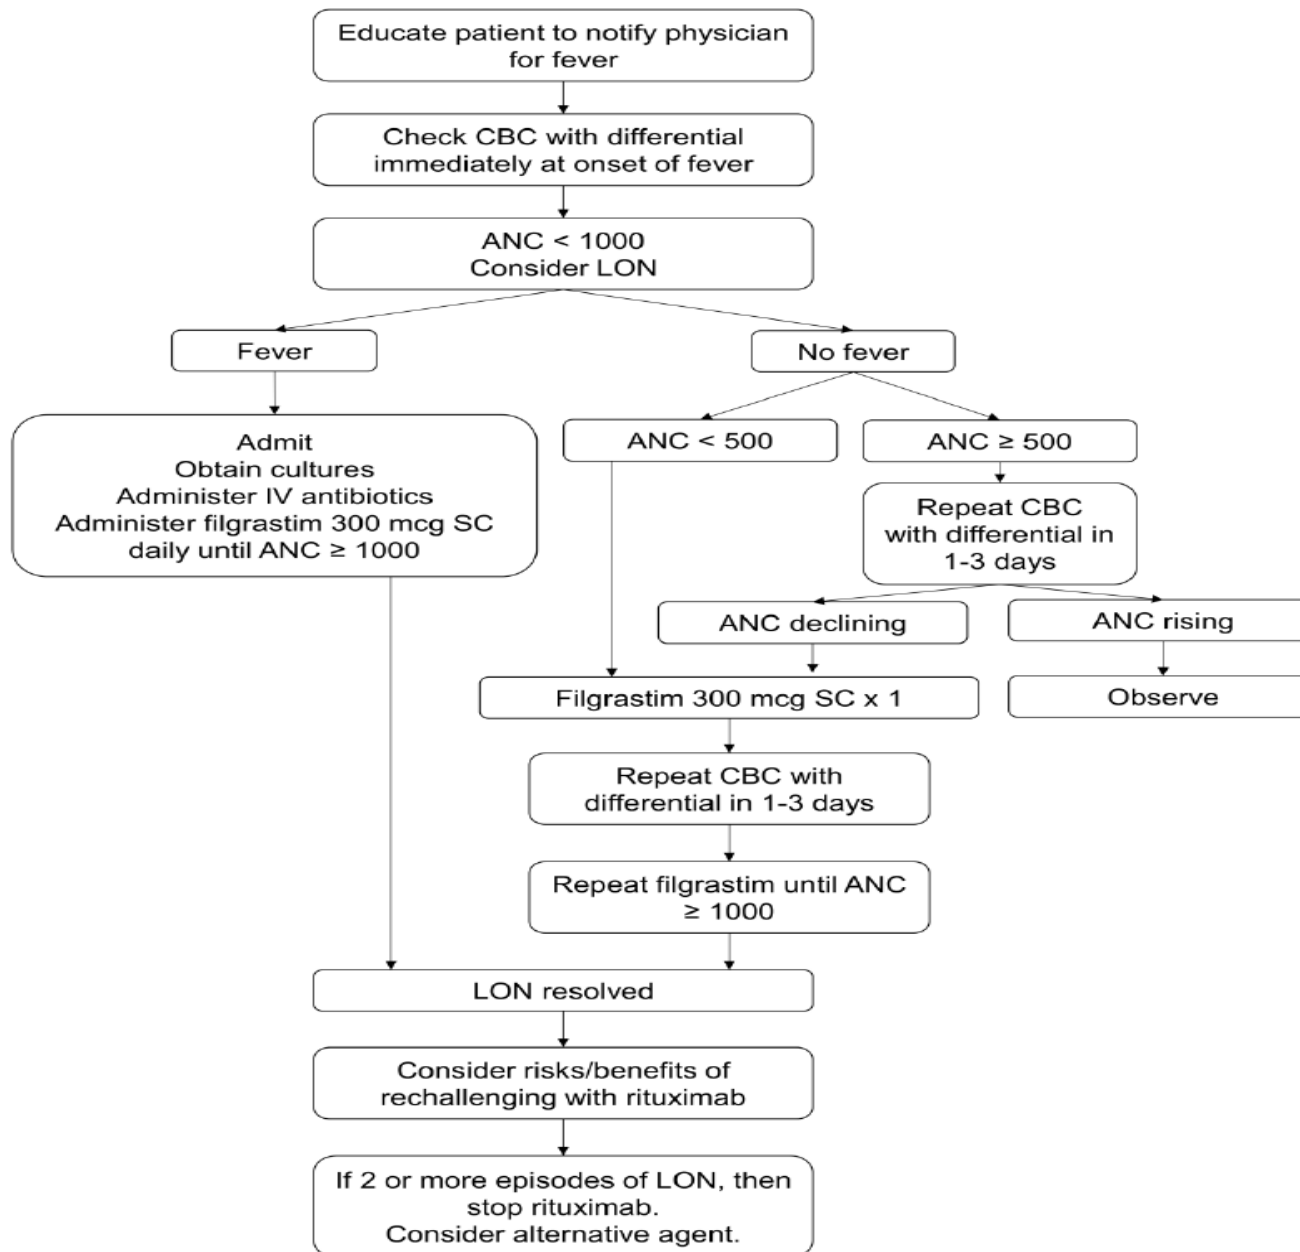 Educate patient to notify physician
for fever
Check CBC with differential
immediately at onset of fever
ANC < 1000
Consider LON
Fever
No fever
Admit
Obtain cultures
Administer IV antibiotics
Administer filgrastim 300 mcg SC
daily until ANC ≥ 1000
ANC < 500
ANC ≥ 500
Repeat CBC
with differential in
1-3 days
ANC declining
ANC rising
Filgrastim 300 mcg SC x 1
Observe
Repeat CBC with
differential in 1-3 days
Repeat filgrastim until ANC
≥ 1000
LON resolved
Consider risks/benefits of
rechallenging with rituximab
If 2 or more episodes of LON, then
stop rituximab.
Consider alternative agent.